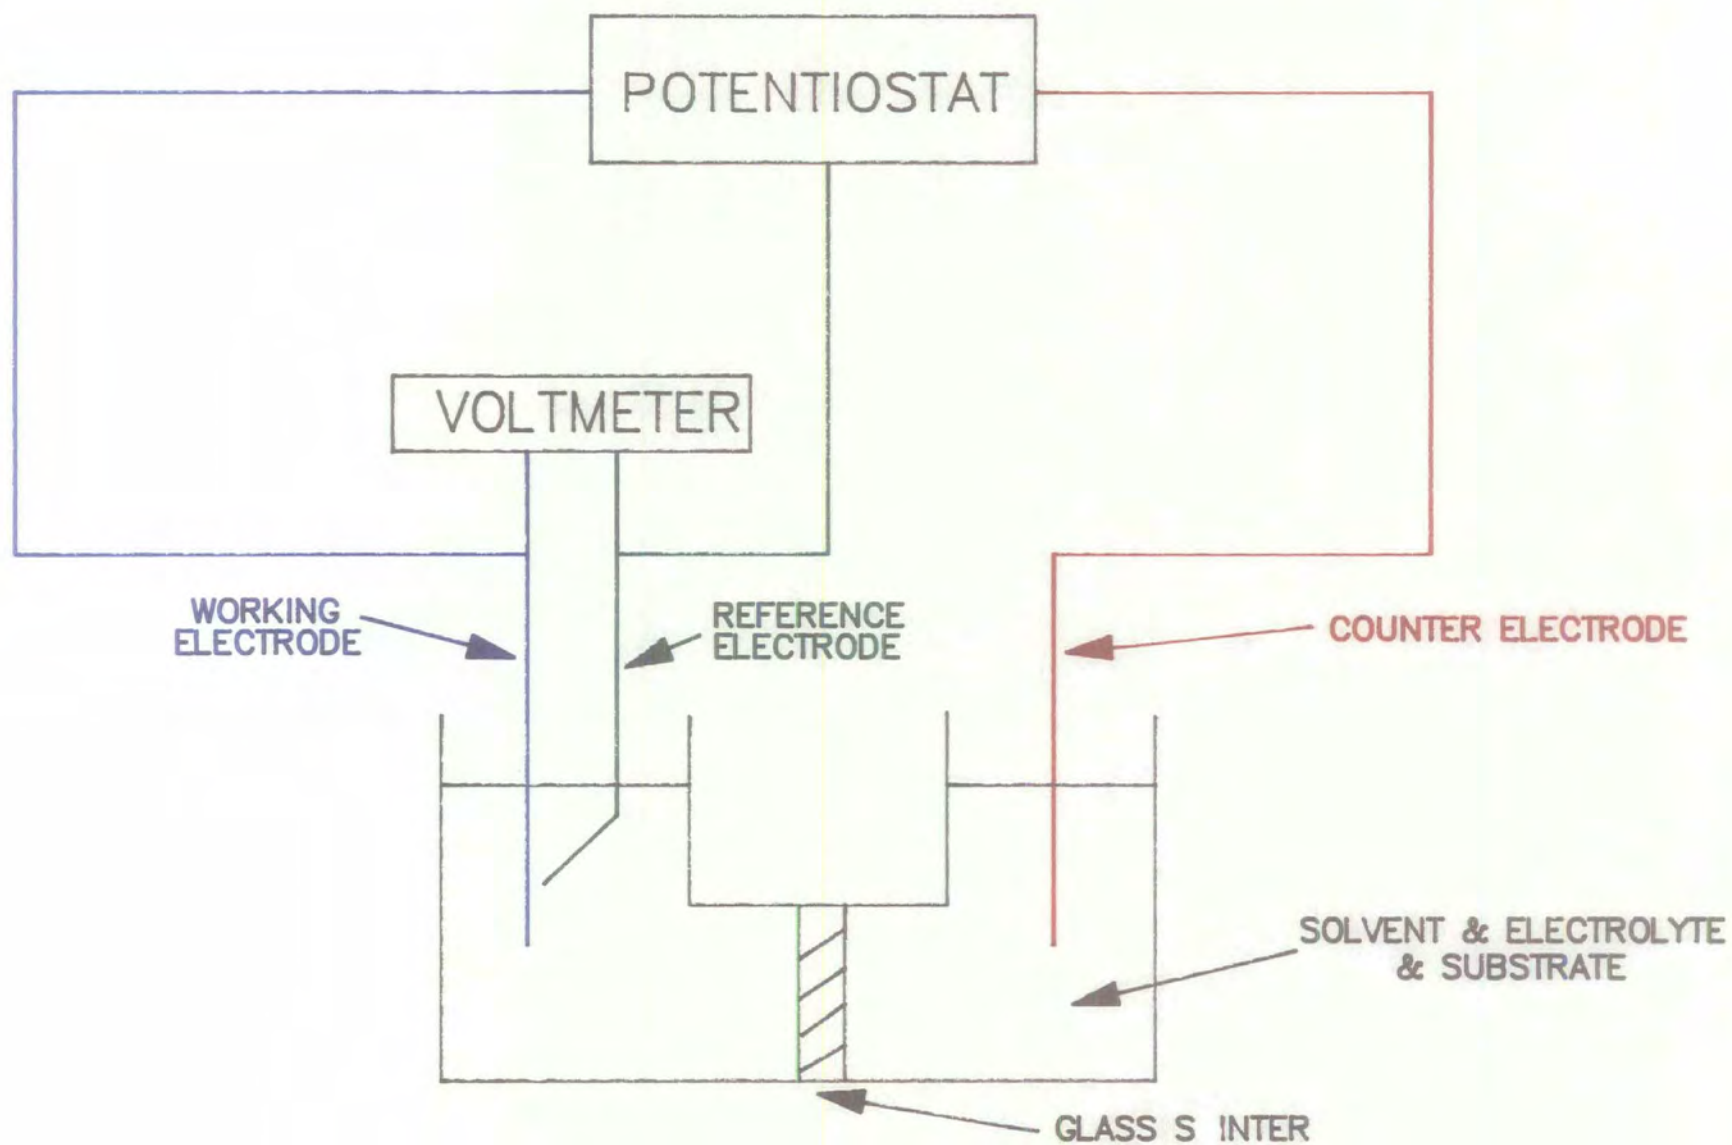 POTENTIOSTAT
VOLTMETER
WORKING
ELECTRODE
REFERENCE
ELECTRODE
COUNTER ELECTRODE
SOLVENT & ELECTROLYTE
& SUBSTRATE
GLASS S INTER